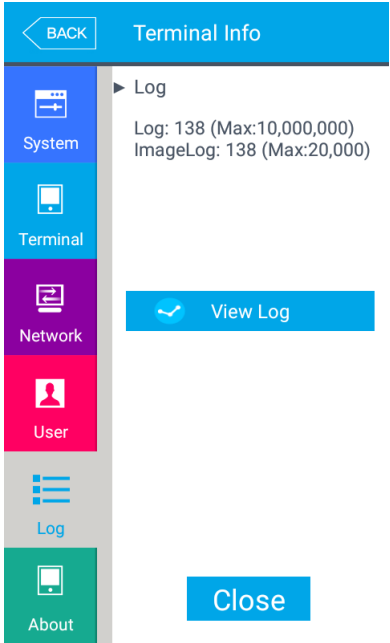 BACK
Terminal Info
System
Terminal
Network
User
Log
About
▶ Log
Log: 138 (Max:10,000,000)
ImageLog: 138 (Max:20,000)
View Log
Close